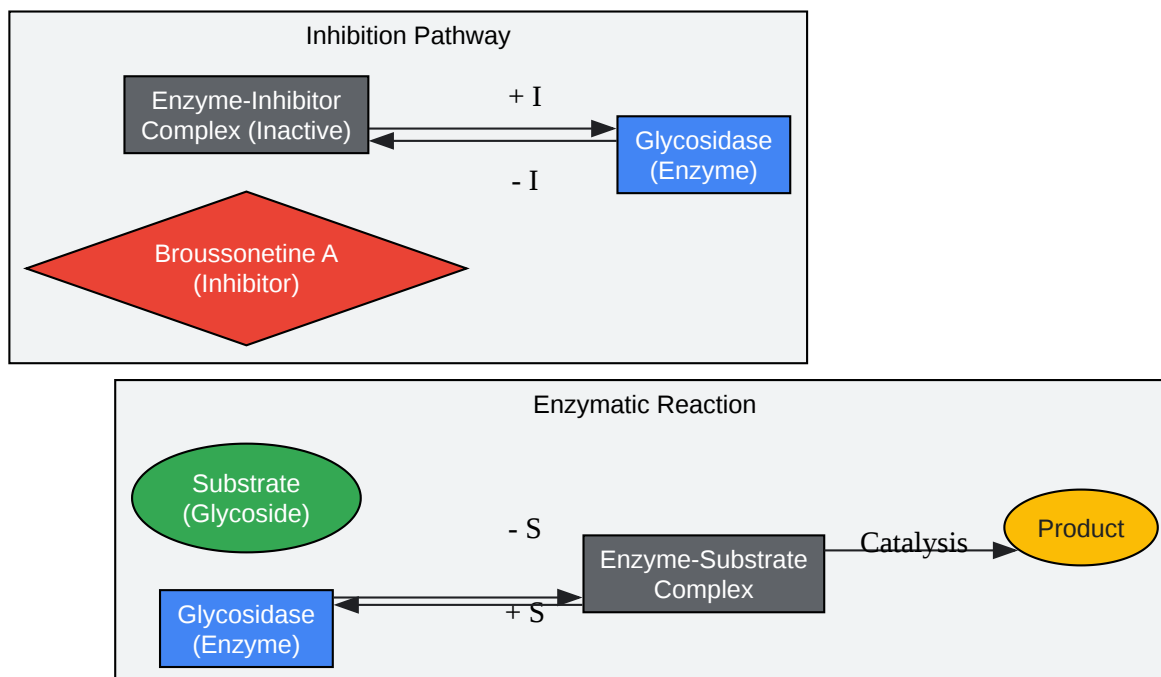 Inhibition Pathway
Enzyme-Inhibitor
Complex (Inactive)
+ I
Glycosidase
(Enzyme)
- I
Broussonetine A
(Inhibitor)
Enzymatic Reaction
Substrate
(Glycoside)
- S
Enzyme-Substrate
Complex
Catalysis
Product
Glycosidase
(Enzyme)
+ S